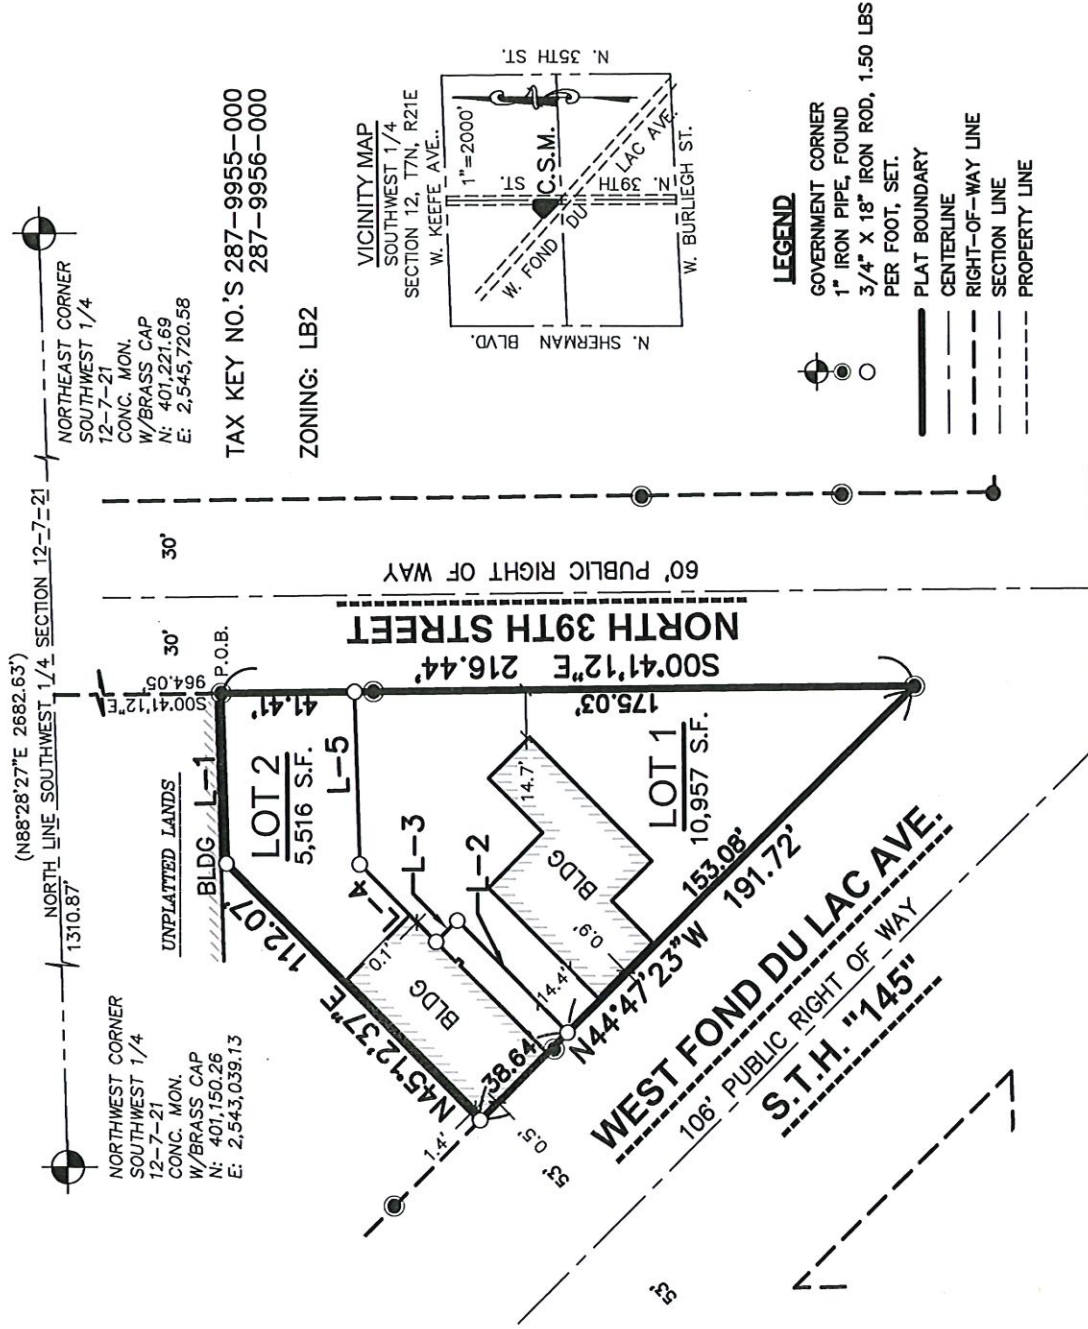 (N88°28'27"E 2682.63')
NORTH LINE SOUTHWEST 1/4 SECTION 12-7-21
1310.87'
NORTHWEST CORNER
SOUTHWEST 1/4
12-7-21
CONC. MON.
W/BRASS CAP
N: 401,150.26
E: 2,543,039.13
NORTHEAST CORNER
SOUTHWEST 1/4
12-7-21
CONC. MON.
W/BRASS CAP
N: 401,221.69
E: 2,545,720.58
TAX KEY NO.'S 287-9955-000
287-9956-000
ZONING: LB2
VICINITY MAP
SOUTHWEST 1/4
SECTION 12, T7N, R21E
W. KEEFE AVE..
1"=2000'
N. 35TH ST.
C.S.M.
N. 39TH ST.
W. FOND DU LAC AVE.
N. SHERMAN BLVD.
W. BURLIEGH ST.
LEGEND
GOVERNMENT CORNER
1" IRON PIPE, FOUND
3/4" X 18" IRON ROD, 1.50 LBS
PER FOOT, SET.
PLAT BOUNDARY
CENTERLINE
RIGHT-OF-WAY LINE
SECTION LINE
PROPERTY LINE
30'
30'
S00°41'12"E
964.05'
P.O.B.
UNPLATTED LANDS
BLDG
L-1
LOT 2
5,516 S.F.
41.41'
L-5
112.07'
N45°12'37"E
L-4
L-3
L-2
0.1'
BLDG
14.7'
BLDG
14.4'
0.9'
LOT 1
10,957 S.F.
175.03'
S00°41'12"E 216.44'
NORTH 39TH STREET
60' PUBLIC RIGHT OF WAY
38.64'
153.08'
N44°47'23"W 191.72'
1.4'
0.5'
53'
WEST FOND DU LAC AVE.
106' PUBLIC RIGHT OF WAY
S.T.H. "145"
53'